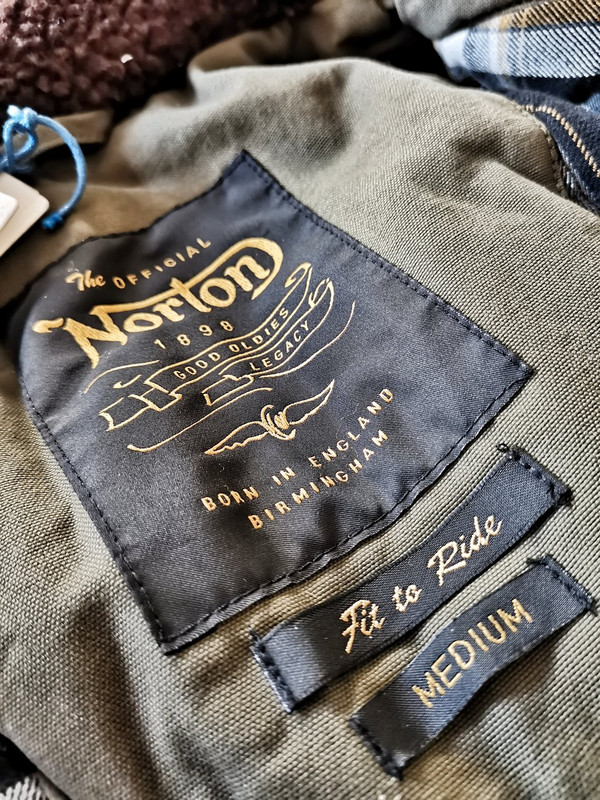 The OFFICIAL
Norton
1898
GOOD OLDIES
LEGACY
BORN IN ENGLAND
BIRMINGHAM
Fit to Ride
MEDIUM